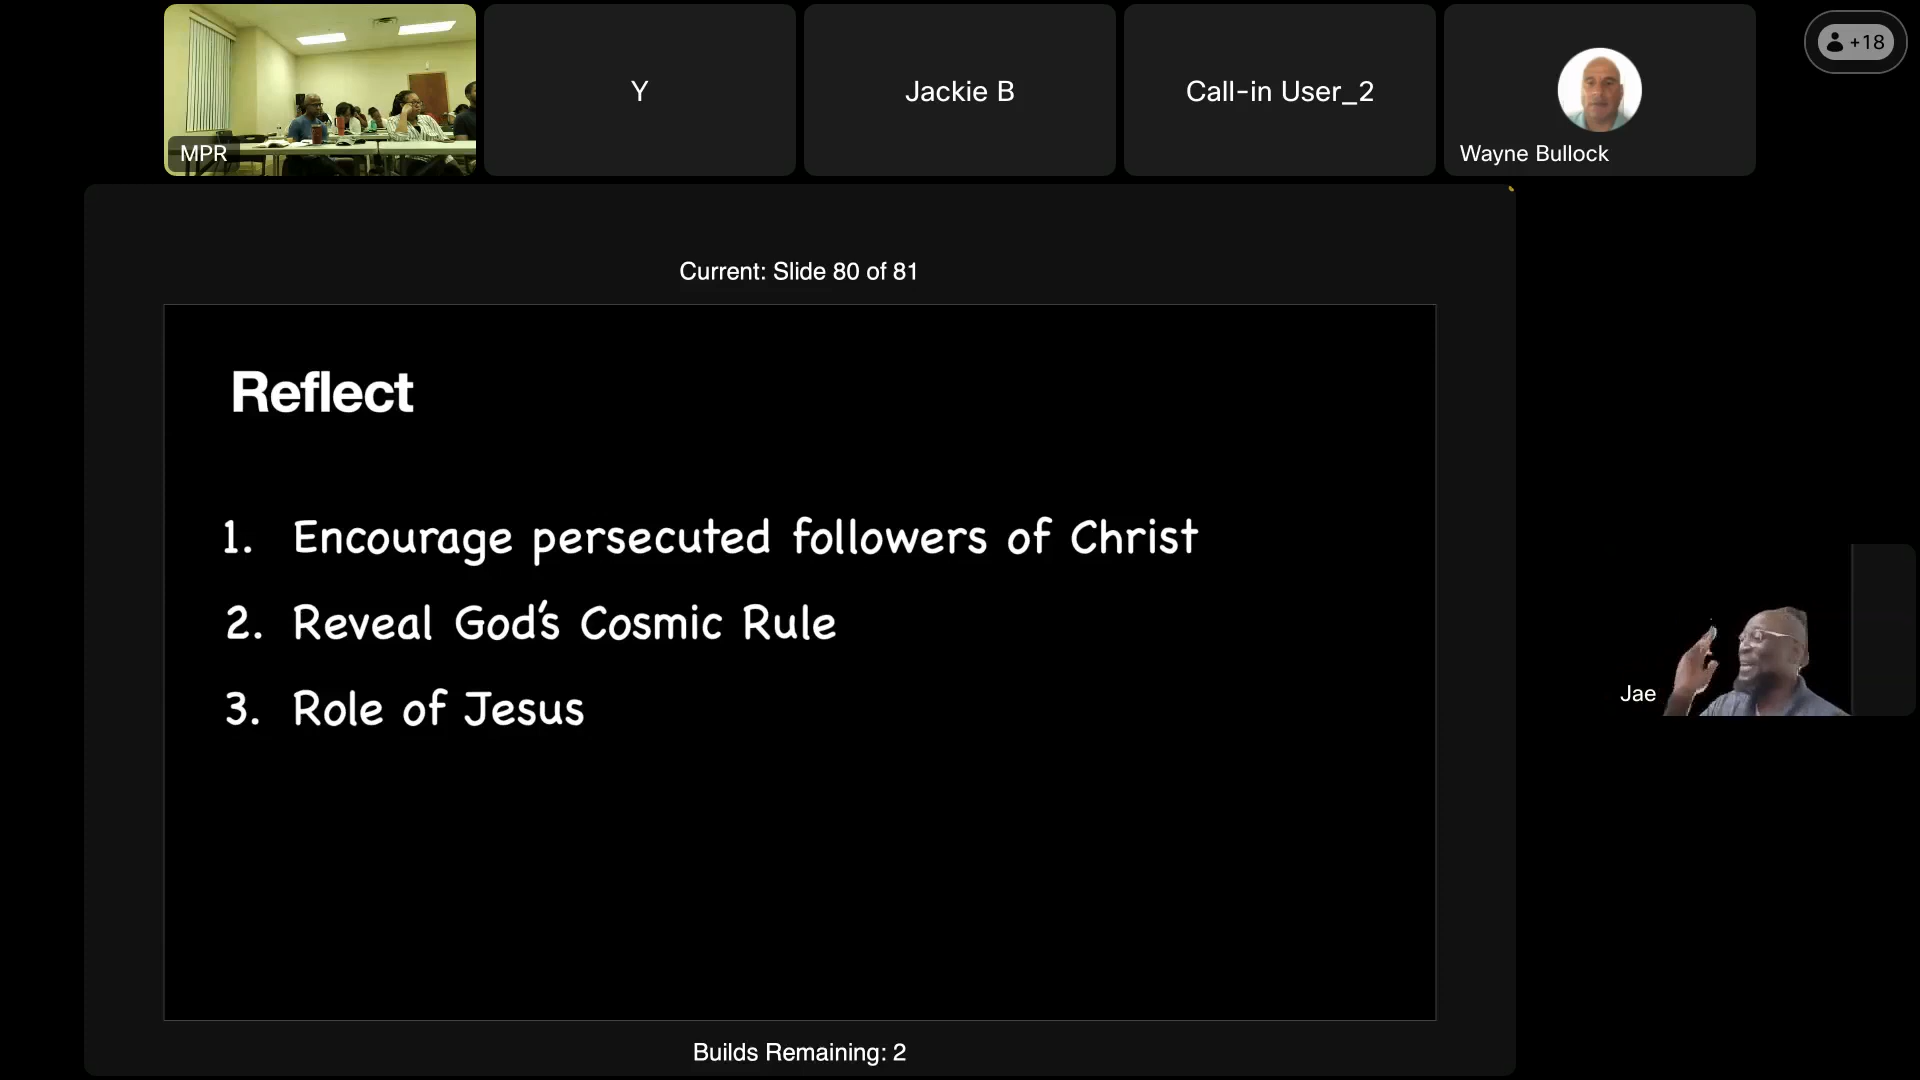 MPR
Y
Jackie B
Call-in User_2
Wayne Bullock
+18
Current: Slide 80 of 81
Reflect
1. Encourage persecuted followers of Christ
2. Reveal God's Cosmic Rule
3. Role of Jesus
Jae
Builds Remaining: 2